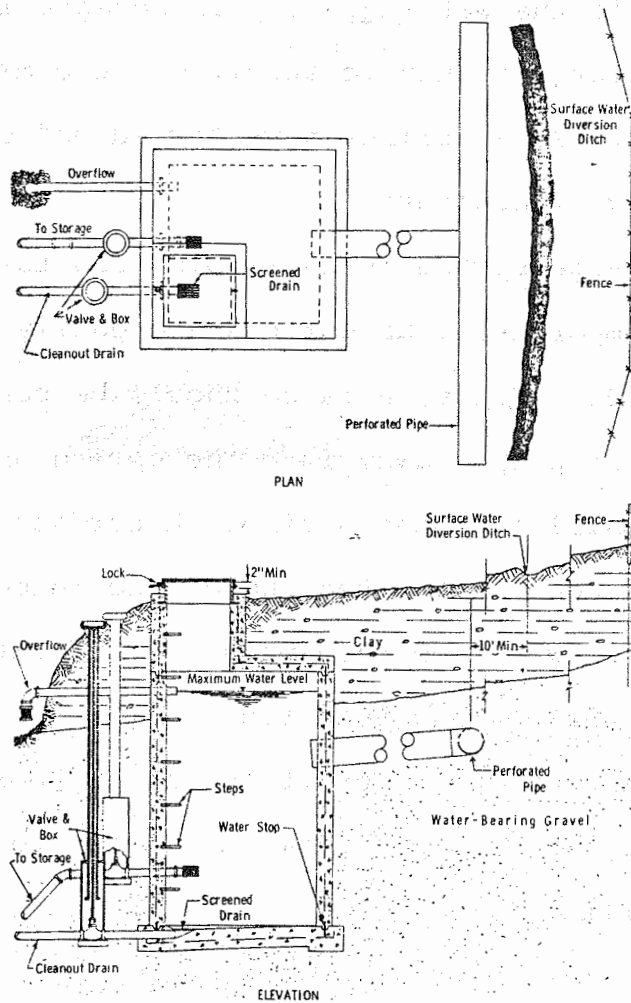 Surface Water
Diversion
Ditch
Overflow
To Storage
Screened
Drain
Fence
Valve & Box
Cleanout Drain
Perforated Pipe
PLAN
Surface Water
Diversion Ditch
Fence
Lock
2" Min
Overflow
Clay
10' Min
Maximum Water Level
Steps
Perforated
Pipe
Valve &
Box
Water Stop
Water-Bearing Gravel
To Storage
Screened
Drain
Cleanout Drain
ELEVATION